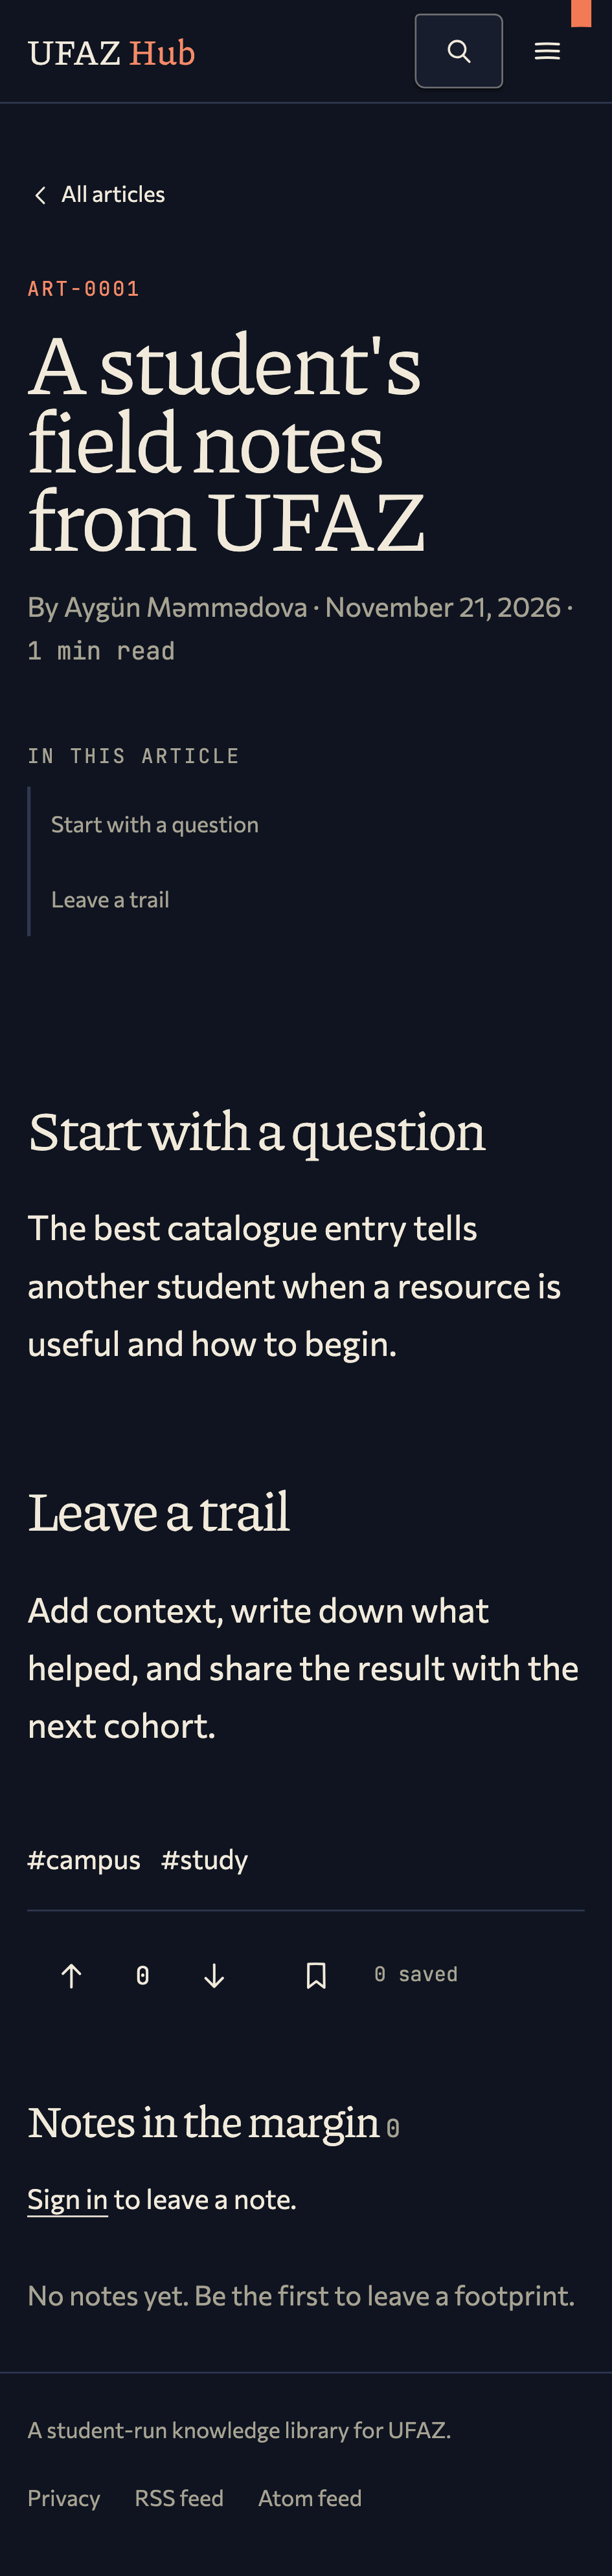 UFAZ Hub
All articles
ART-0001
A student's
field notes
from UFAZ
By Aygün Məmmədova · November 21, 2026 ·
1 min read
IN THIS ARTICLE
Start with a question
Leave a trail
Start with a question
The best catalogue entry tells
another student when a resource is
useful and how to begin.
Leave a trail
Add context, write down what
helped, and share the result with the
next cohort.
#campus #study
0 0 saved
Notes in the margin 0
Sign in to leave a note.
No notes yet. Be the first to leave a footprint.
A student-run knowledge library for UFAZ.
Privacy RSS feed Atom feed